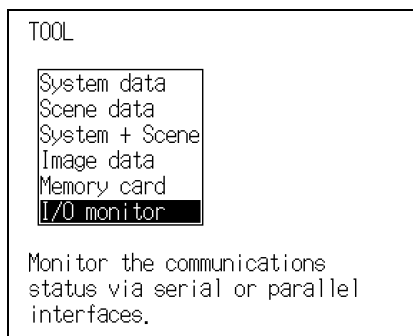 TOOL
System data
Scene data
System + Scene
Image data
Memory card
I/O monitor
Monitor the communications
status via serial or parallel
interfaces.